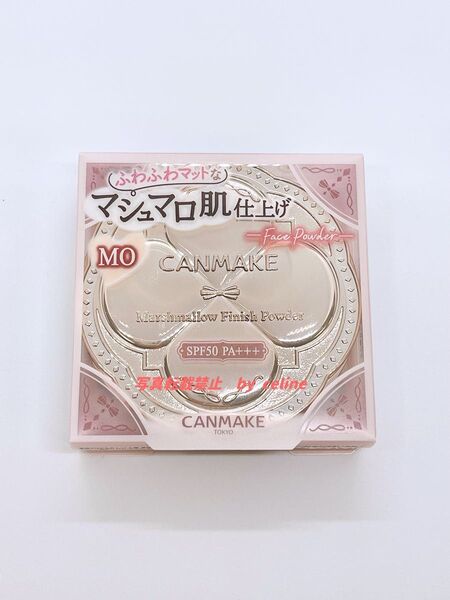 ふわふわマットな
マシュマロ肌仕上げ
Face Powder
MO
CANMAKE
Marshmallow Finish Powder
SPF50 PA+++
写真転載禁止 by reline
CANMAKE
TOKYO